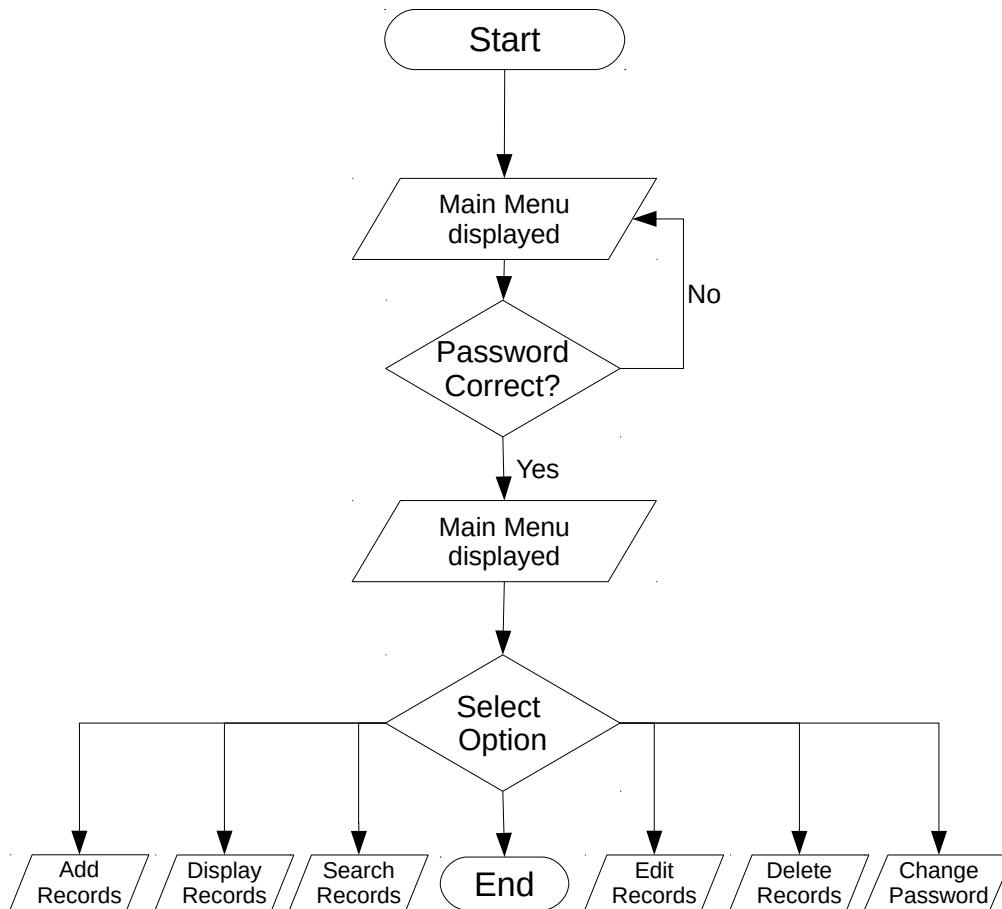 Start
Main Menu
displayed
No
Password
Correct?
Yes
Main Menu
displayed
Select
Option
Add
Records
Display
Records
Search
Records
End
Edit
Records
Delete
Records
Change
Password